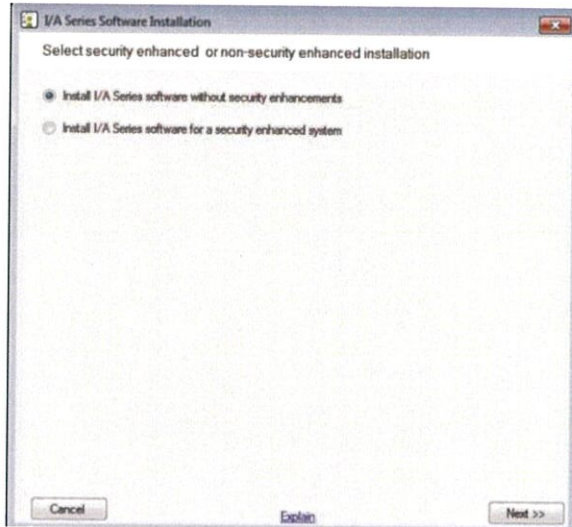 I/A Series Software Installation
Select security enhanced or non-security enhanced installation
Install I/A Series software without security enhancements
Install I/A Series software for a security enhanced system
Cancel
Explain
Next >>